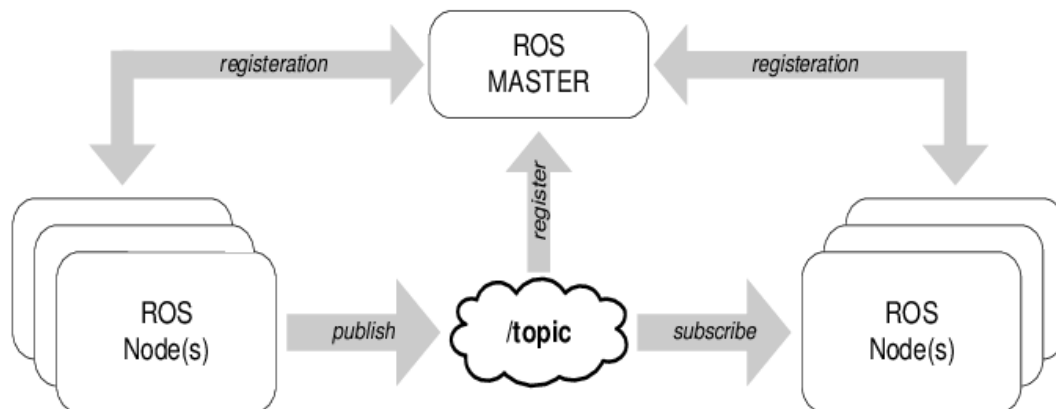 ROS
MASTER
registeration
registeration
register
ROS
Node(s)
publish
/topic
subscribe
ROS
Node(s)